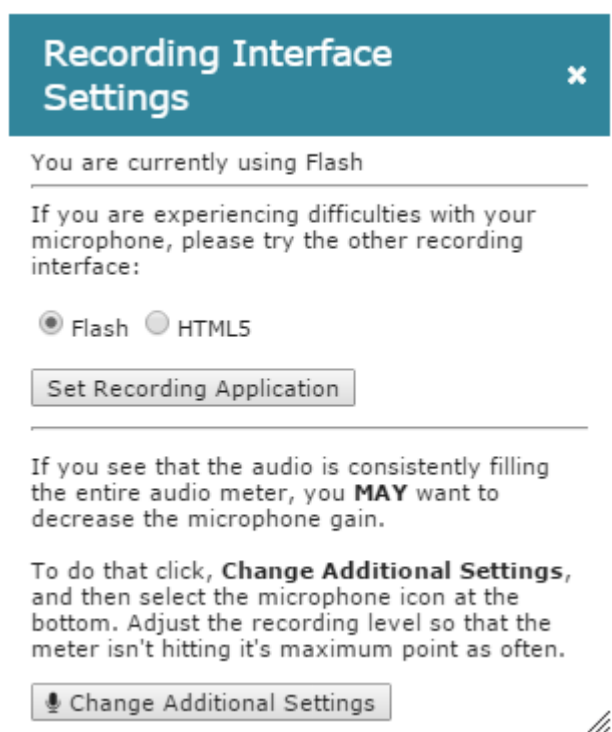 Recording Interface
Settings
You are currently using Flash
If you are experiencing difficulties with your
microphone, please try the other recording
interface:
Flash HTML5
Set Recording Application
If you see that the audio is consistently filling
the entire audio meter, you MAY want to
decrease the microphone gain.
To do that click, Change Additional Settings,
and then select the microphone icon at the
bottom. Adjust the recording level so that the
meter isn't hitting it's maximum point as often.
Change Additional Settings